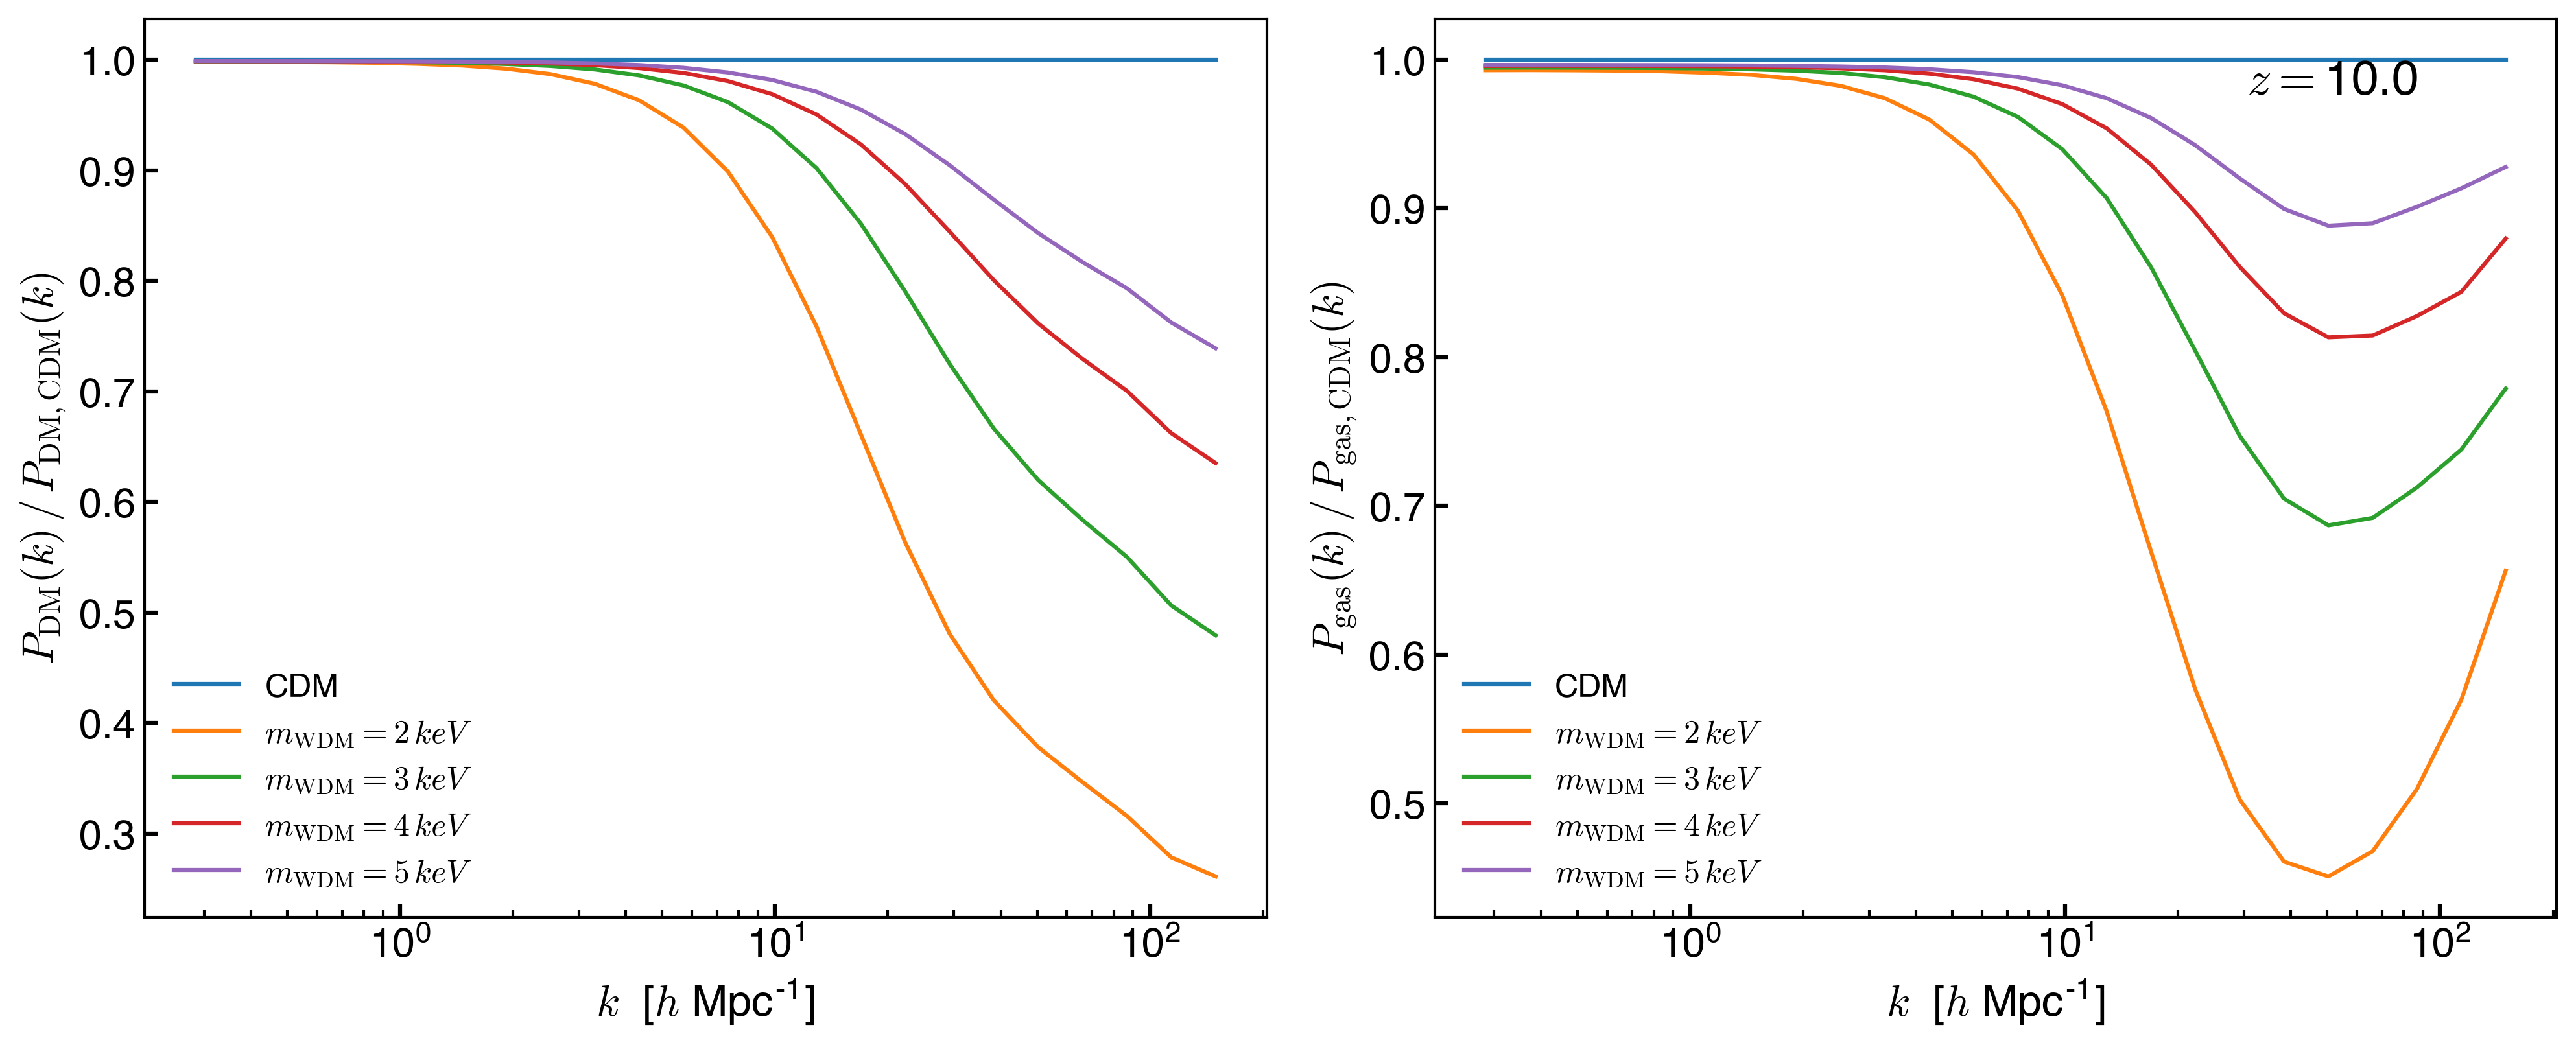 P_DM(k) / P_DM, CDM(k)
1.0
0.9
0.8
0.7
0.6
0.5
0.4
0.3
CDM
m_WDM = 2 keV
m_WDM = 3 keV
m_WDM = 4 keV
m_WDM = 5 keV
10^0
10^1
10^2
k [h Mpc^-1]
P_gas(k) / P_gas, CDM(k)
1.0
0.9
0.8
0.7
0.6
0.5
z = 10.0
CDM
m_WDM = 2 keV
m_WDM = 3 keV
m_WDM = 4 keV
m_WDM = 5 keV
10^0
10^1
10^2
k [h Mpc^-1]